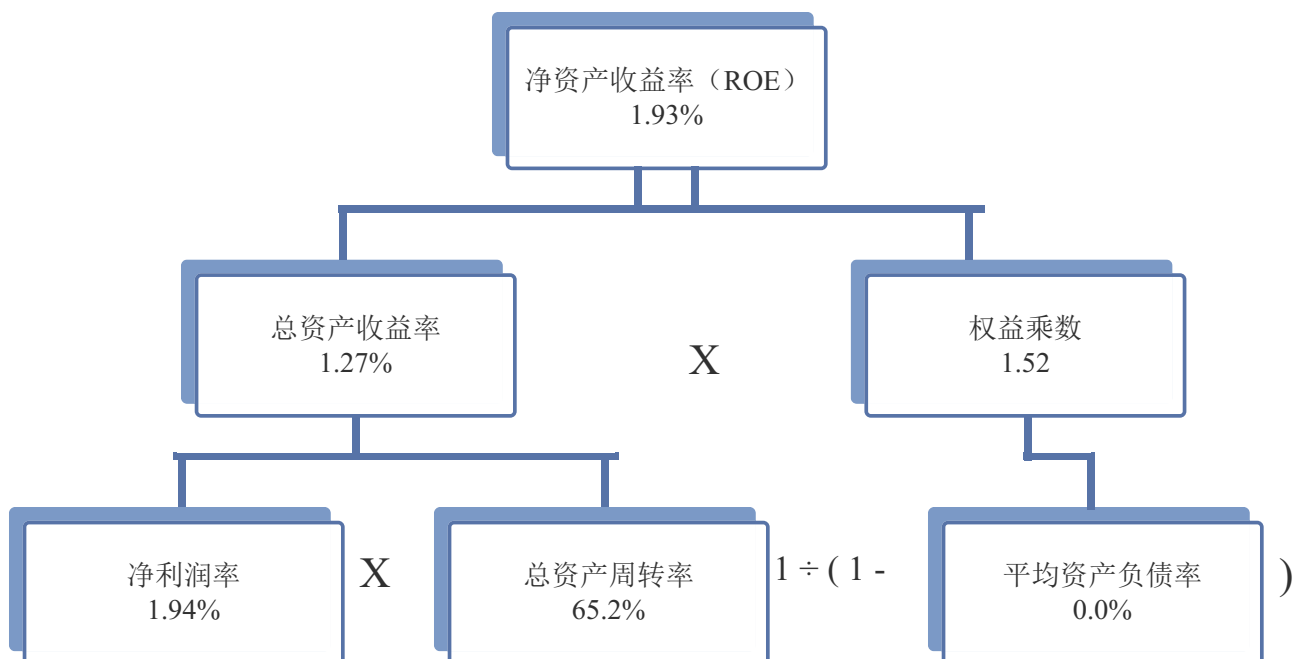 净资产收益率（ROE）
1.93%
总资产收益率
1.27%
X
权益乘数
1.52
净利润率
1.94%
X
总资产周转率
65.2%
1 ÷ ( 1 -
平均资产负债率
0.0%
)